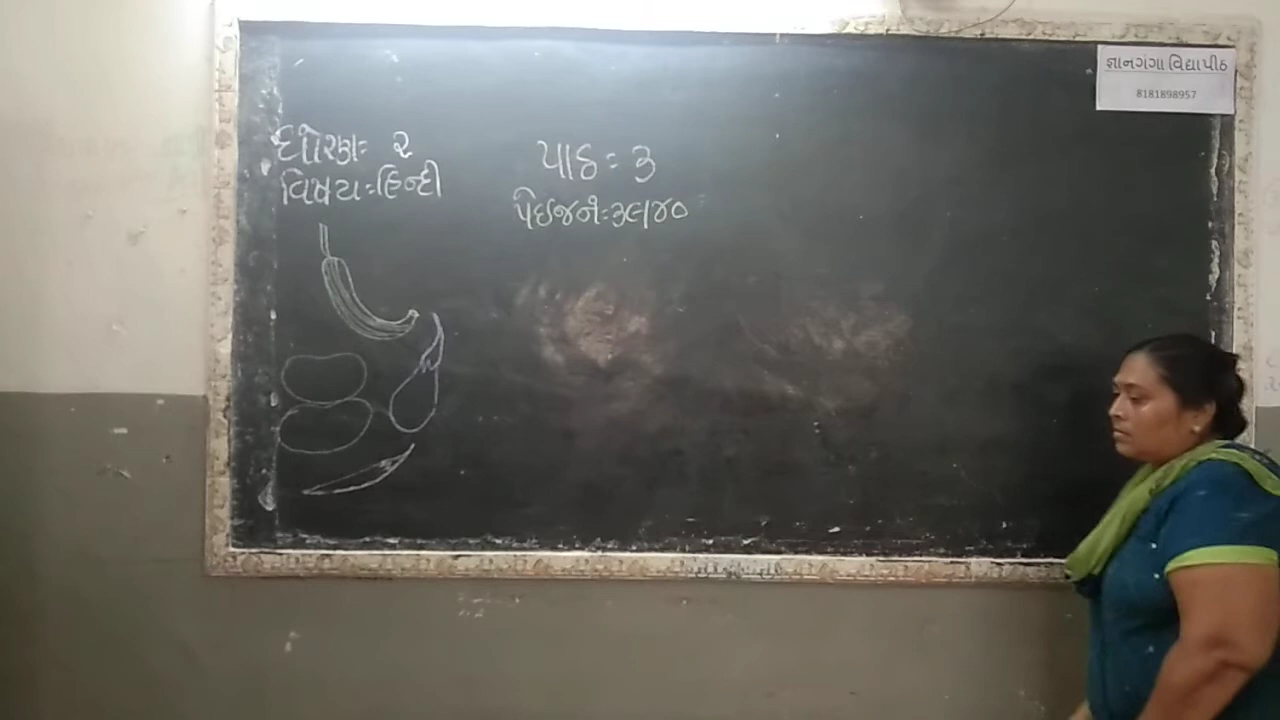 જ્ઞાનગંગા વિદ્યાપીઠ
8181898957
ધોરણ: ૨
વિષય:હિન્દી
પાઠ: ૩
પેઇજનં:૩૯/૪૦